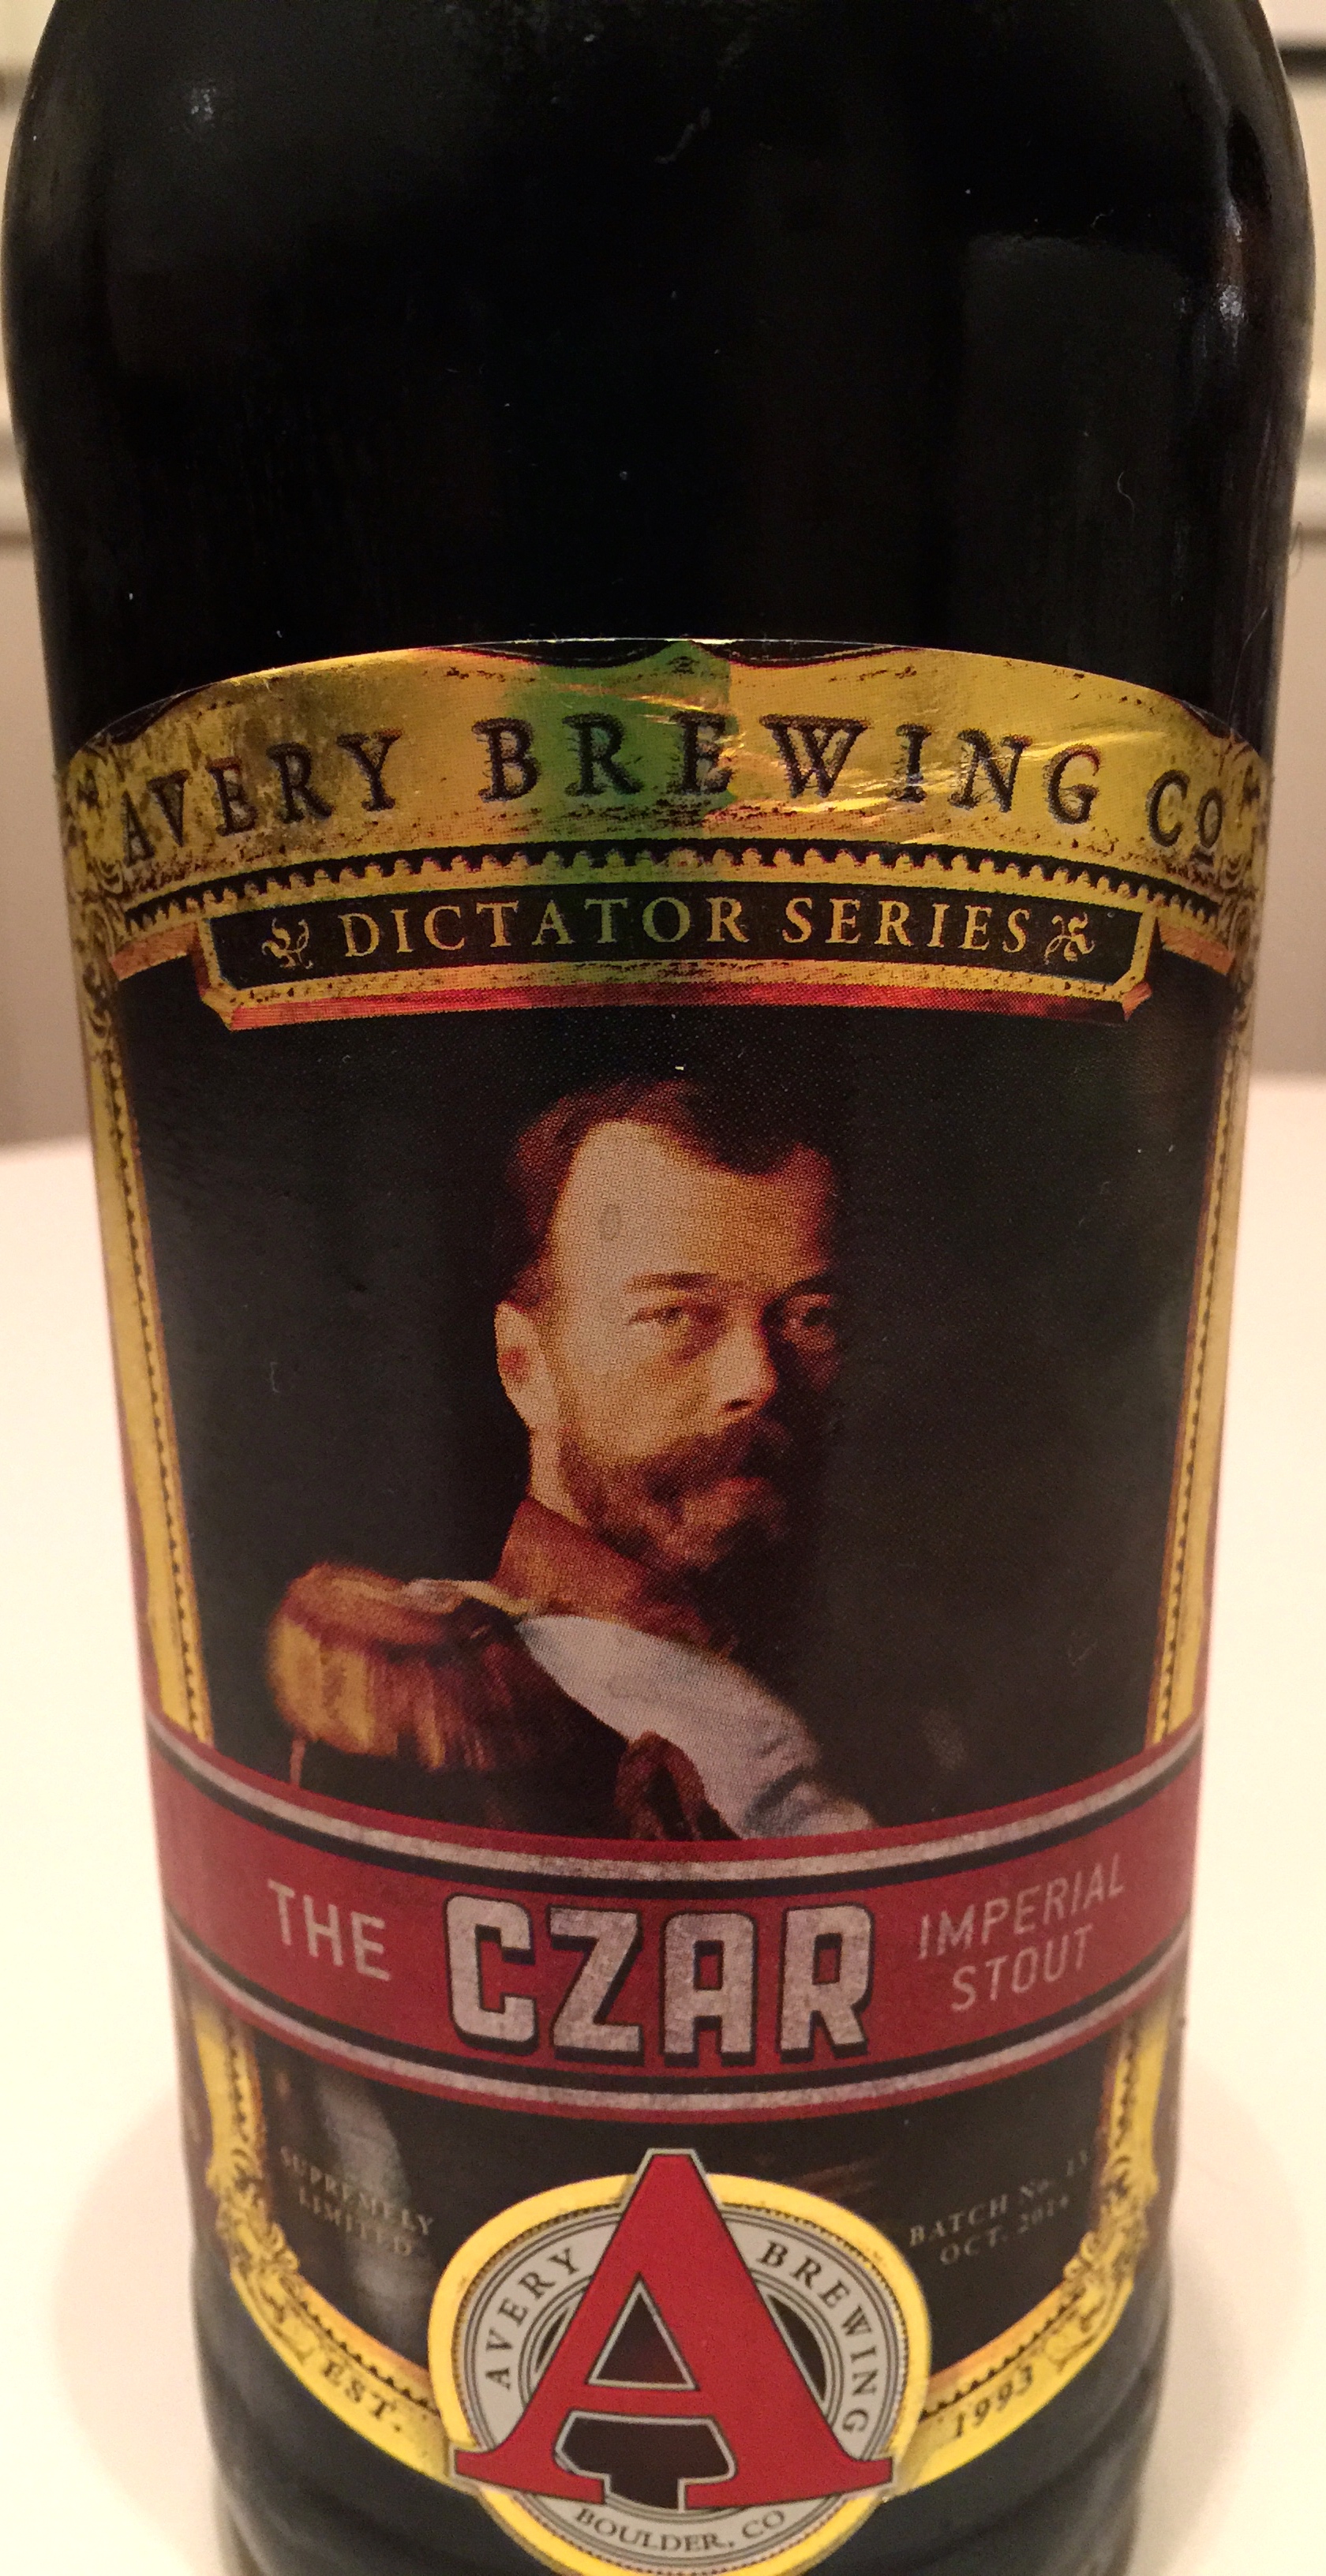 AVERY BREWING CO
DICTATOR SERIES
THE CZAR IMPERIAL
STOUT
SUPREMELY
LIMITED
BATCH No.
OCT. 2014
EST. 1993
AVERY BREWING
A
BOULDER, CO